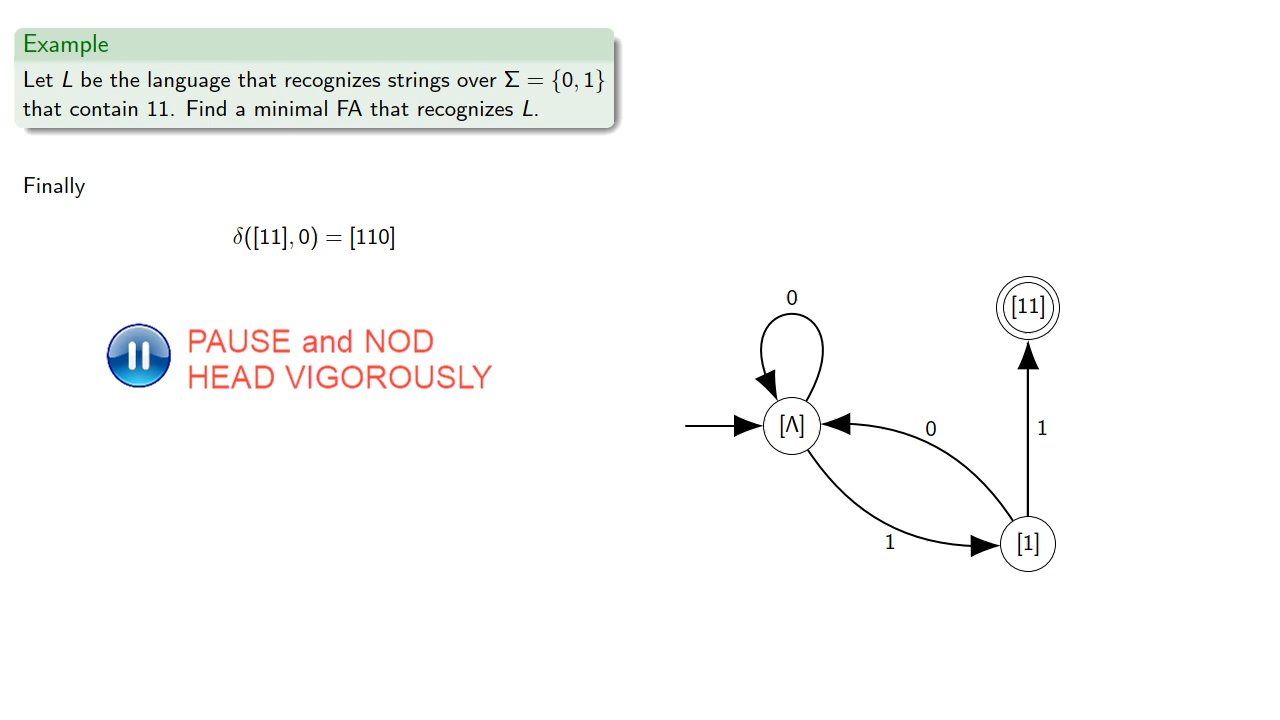 Example
Let L be the language that recognizes strings over Σ = {0, 1}
that contain 11. Find a minimal FA that recognizes L.
Finally
δ([11], 0) = [110]
PAUSE and NOD
HEAD VIGOROUSLY
0
[11]
[Λ]
0
1
1
[1]